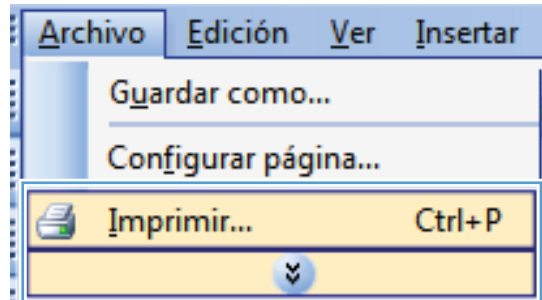 Archivo Edición Ver Insertar
Guardar como...
Configurar página...
Imprimir... Ctrl+P